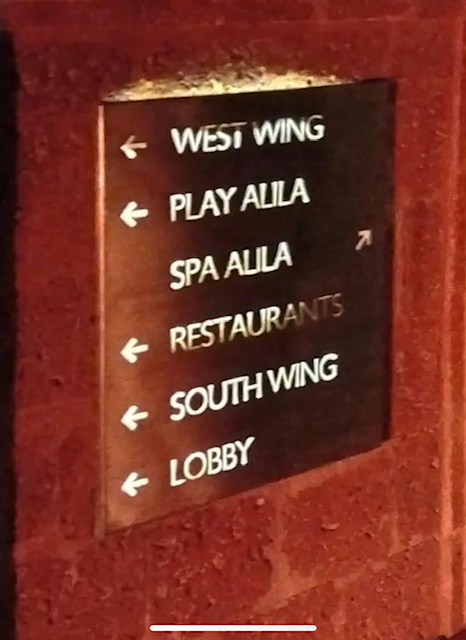 ← WEST WING
← PLAY ALILA
SPA ALILA ↗
← RESTAURANTS
← SOUTH WING
← LOBBY